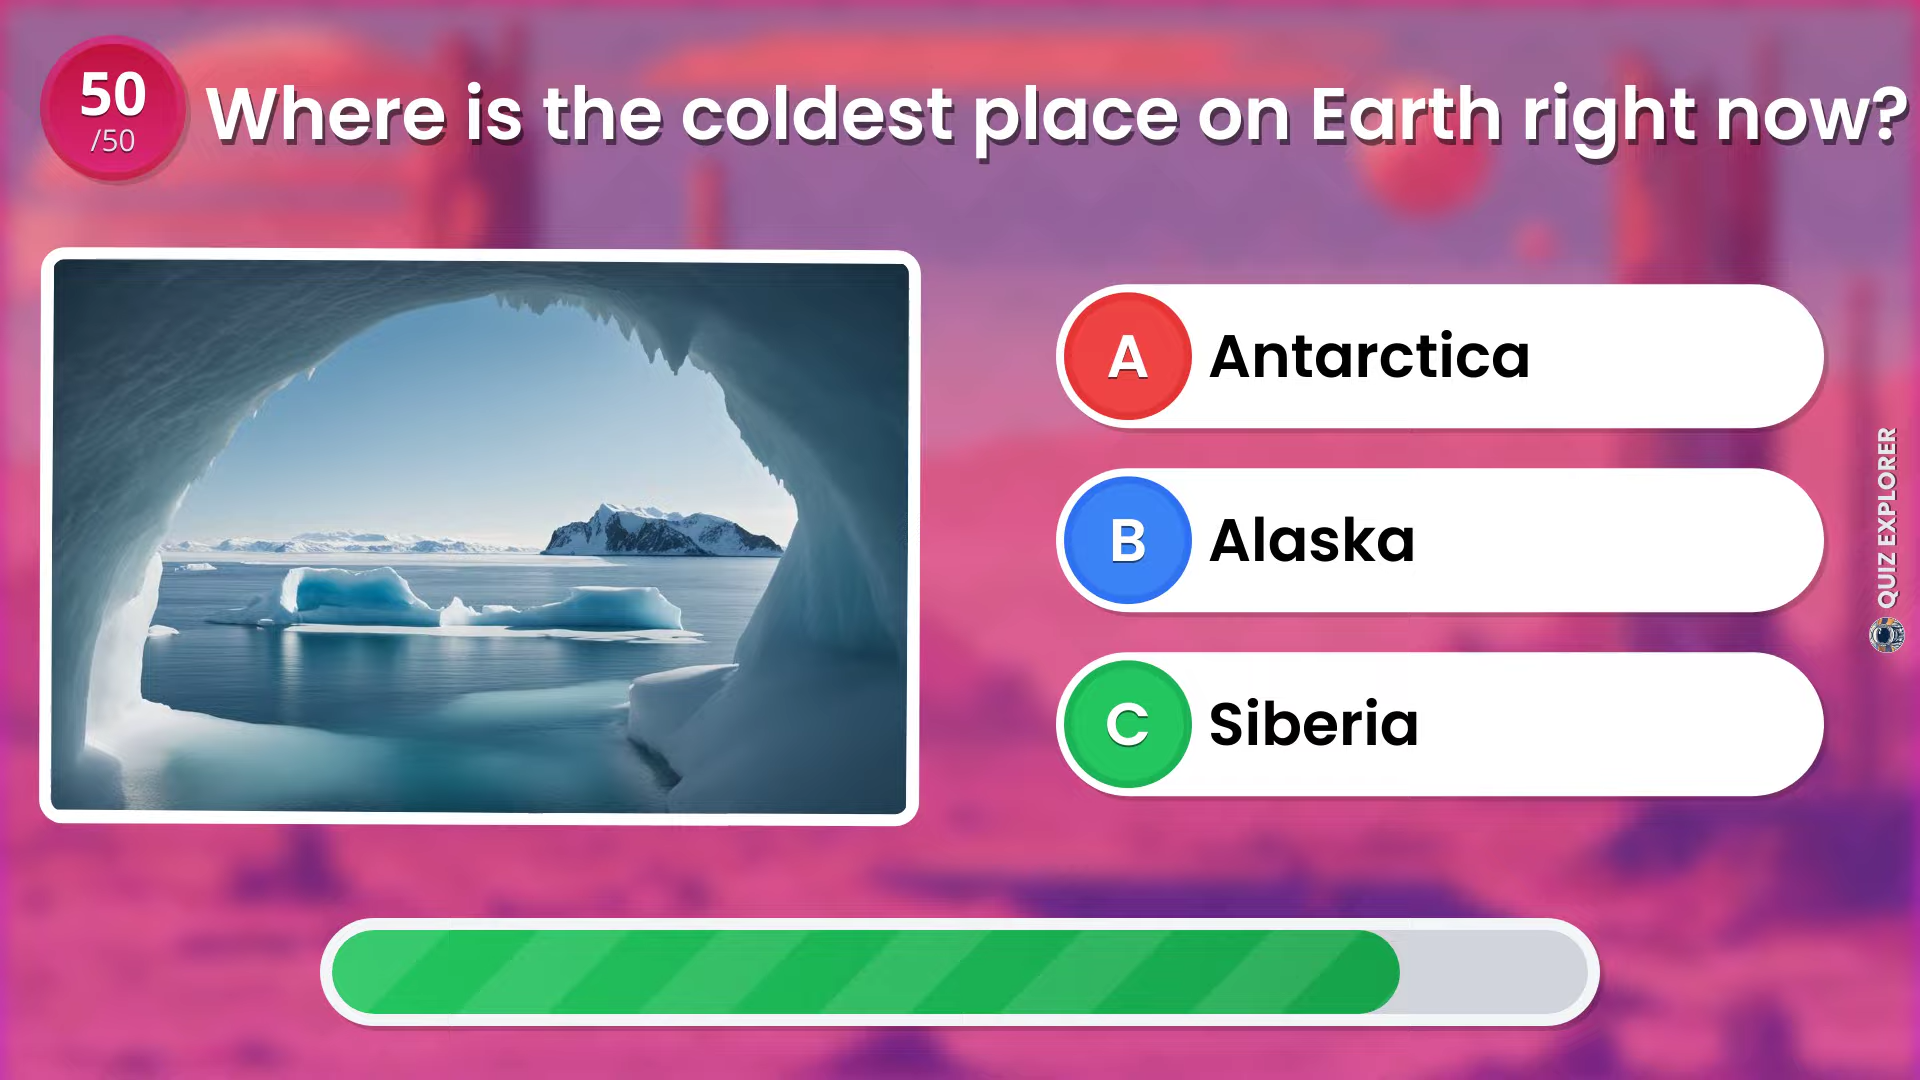 50
/50
Where is the coldest place on Earth right now?
A Antarctica
B Alaska
C Siberia
QUIZ EXPLORER